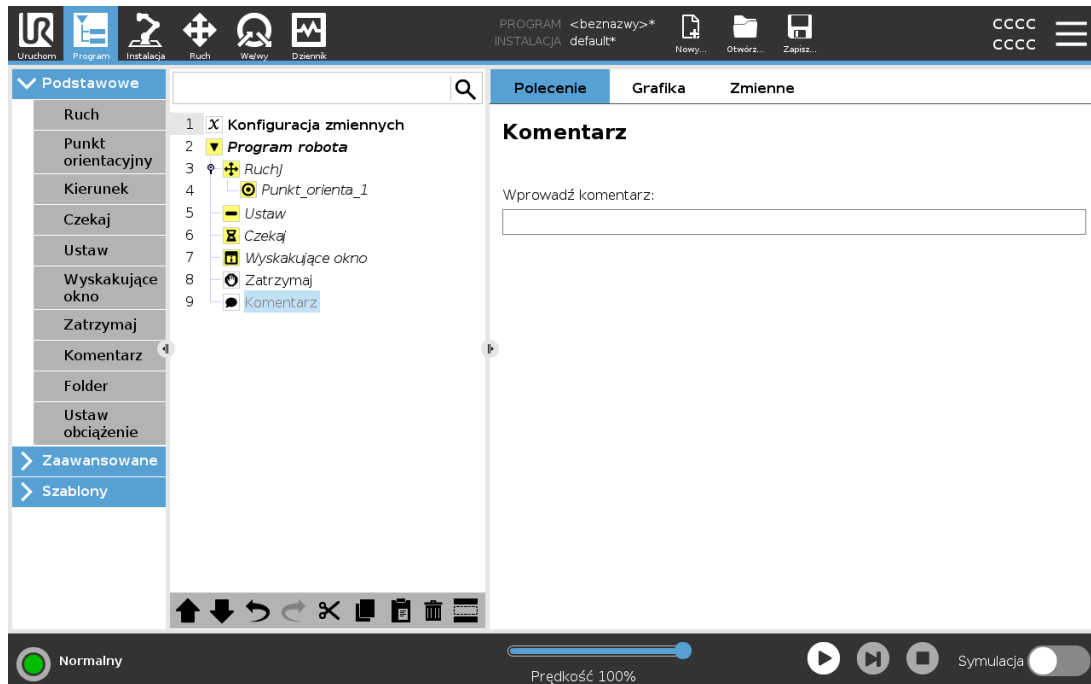 PROGRAM <beznazwy>*
INSTALACJA default*
CCCC
CCCC
Uruchom Program Instalacja Ruch We/wy Dziennik Nowy... Otwórz... Zapisz...
Podstawowe
Ruch
Punkt
orientacyjny
Kierunek
Czekaj
Ustaw
Wyskakujące
okno
Zatrzymaj
Komentarz
Folder
Ustaw
obciążenie
Zaawansowane
Szablony
1 X Konfiguracja zmiennych
2 Program robota
3 RuchJ
4 Punkt_orienta_1
5 Ustaw
6 Czekaj
7 Wyskakujące okno
8 Zatrzymaj
9 Komentarz
Polecenie Grafika Zmienne
Komentarz
Wprowadź komentarz:
Normalny
Prędkość 100%
Symulacja